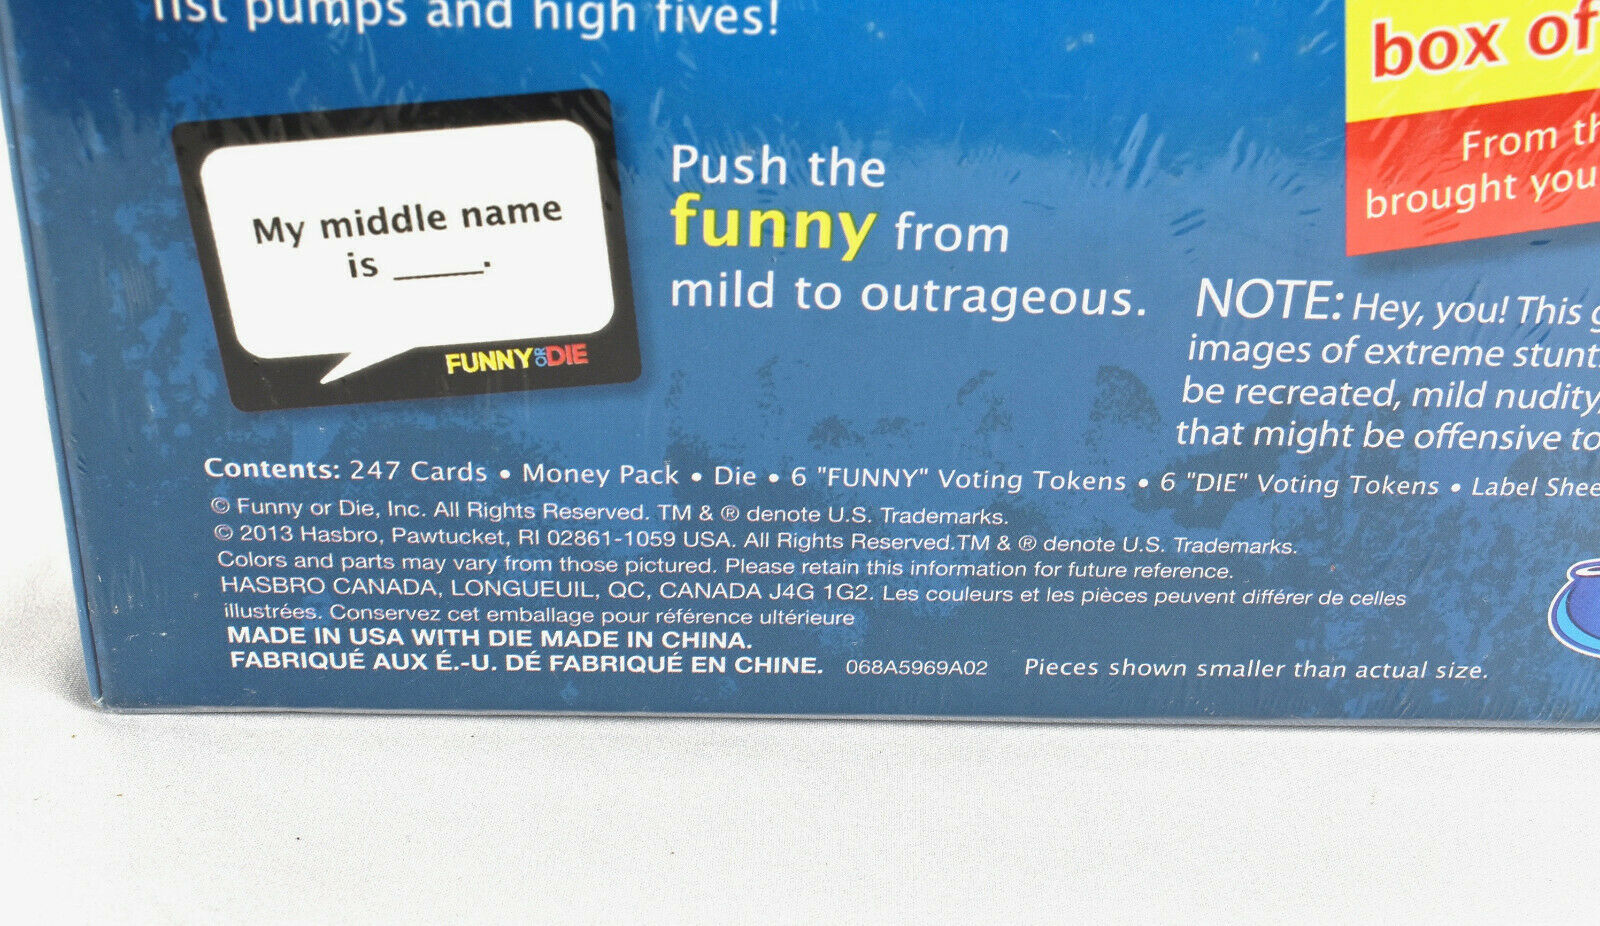 fist pumps and high fives!
box of
From th
brought you
My middle name
is _____.
FUNNY OR DIE
Push the
funny from
mild to outrageous.
NOTE: Hey, you! This g
images of extreme stunt
be recreated, mild nudity,
that might be offensive to
Contents: 247 Cards • Money Pack • Die • 6 "FUNNY" Voting Tokens • 6 "DIE" Voting Tokens • Label Shee
© Funny or Die, Inc. All Rights Reserved. TM & ® denote U.S. Trademarks.
© 2013 Hasbro, Pawtucket, RI 02861-1059 USA. All Rights Reserved.TM & ® denote U.S. Trademarks.
Colors and parts may vary from those pictured. Please retain this information for future reference.
HASBRO CANADA, LONGUEUIL, QC, CANADA J4G 1G2. Les couleurs et les pièces peuvent différer de celles
illustrées. Conservez cet emballage pour référence ultérieure
MADE IN USA WITH DIE MADE IN CHINA.
FABRIQUÉ AUX É.-U. DÉ FABRIQUÉ EN CHINE. 068A5969A02 Pieces shown smaller than actual size.